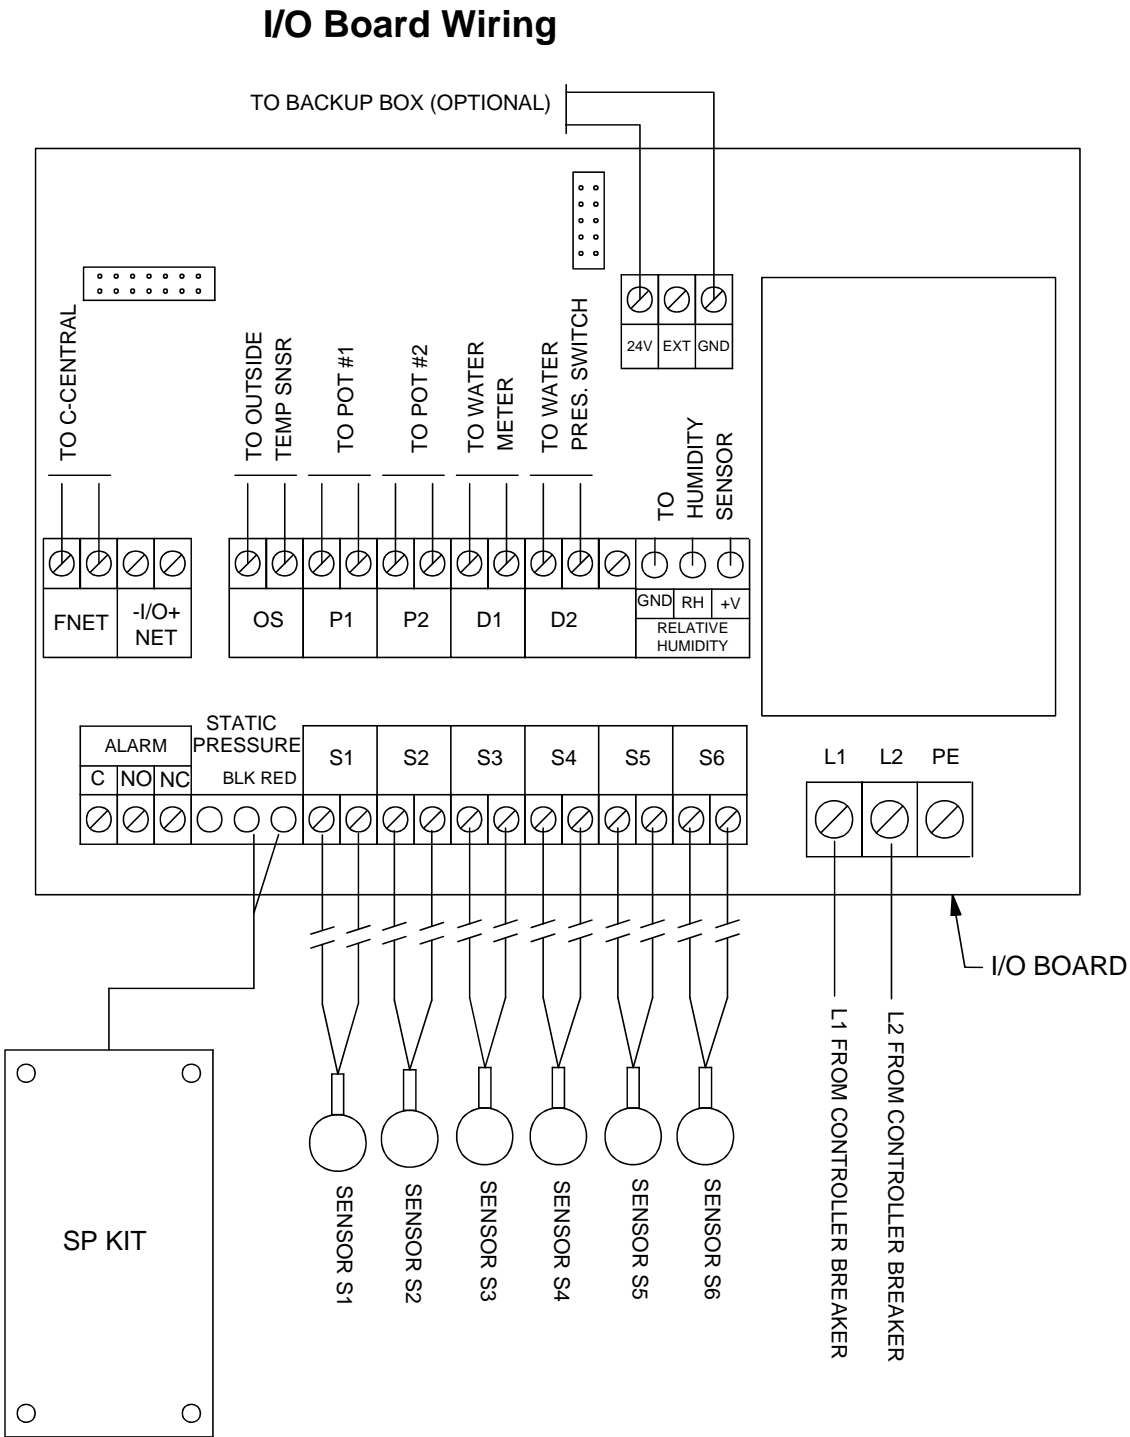 I/O Board Wiring
TO BACKUP BOX (OPTIONAL)
24V EXT GND
TO C-CENTRAL
TO OUTSIDE
TEMP SNSR
TO POT #1
TO POT #2
TO WATER
METER
TO WATER
PRES. SWITCH
TO
HUMIDITY
SENSOR
FNET
-I/O+
NET
OS
P1
P2
D1
D2
GND RH +V
RELATIVE
HUMIDITY
ALARM
C NO NC
STATIC
PRESSURE
BLK RED
S1
S2
S3
S4
S5
S6
L1
L2
PE
I/O BOARD
L1 FROM CONTROLLER BREAKER
L2 FROM CONTROLLER BREAKER
SENSOR S1
SENSOR S2
SENSOR S3
SENSOR S4
SENSOR S5
SENSOR S6
SP KIT